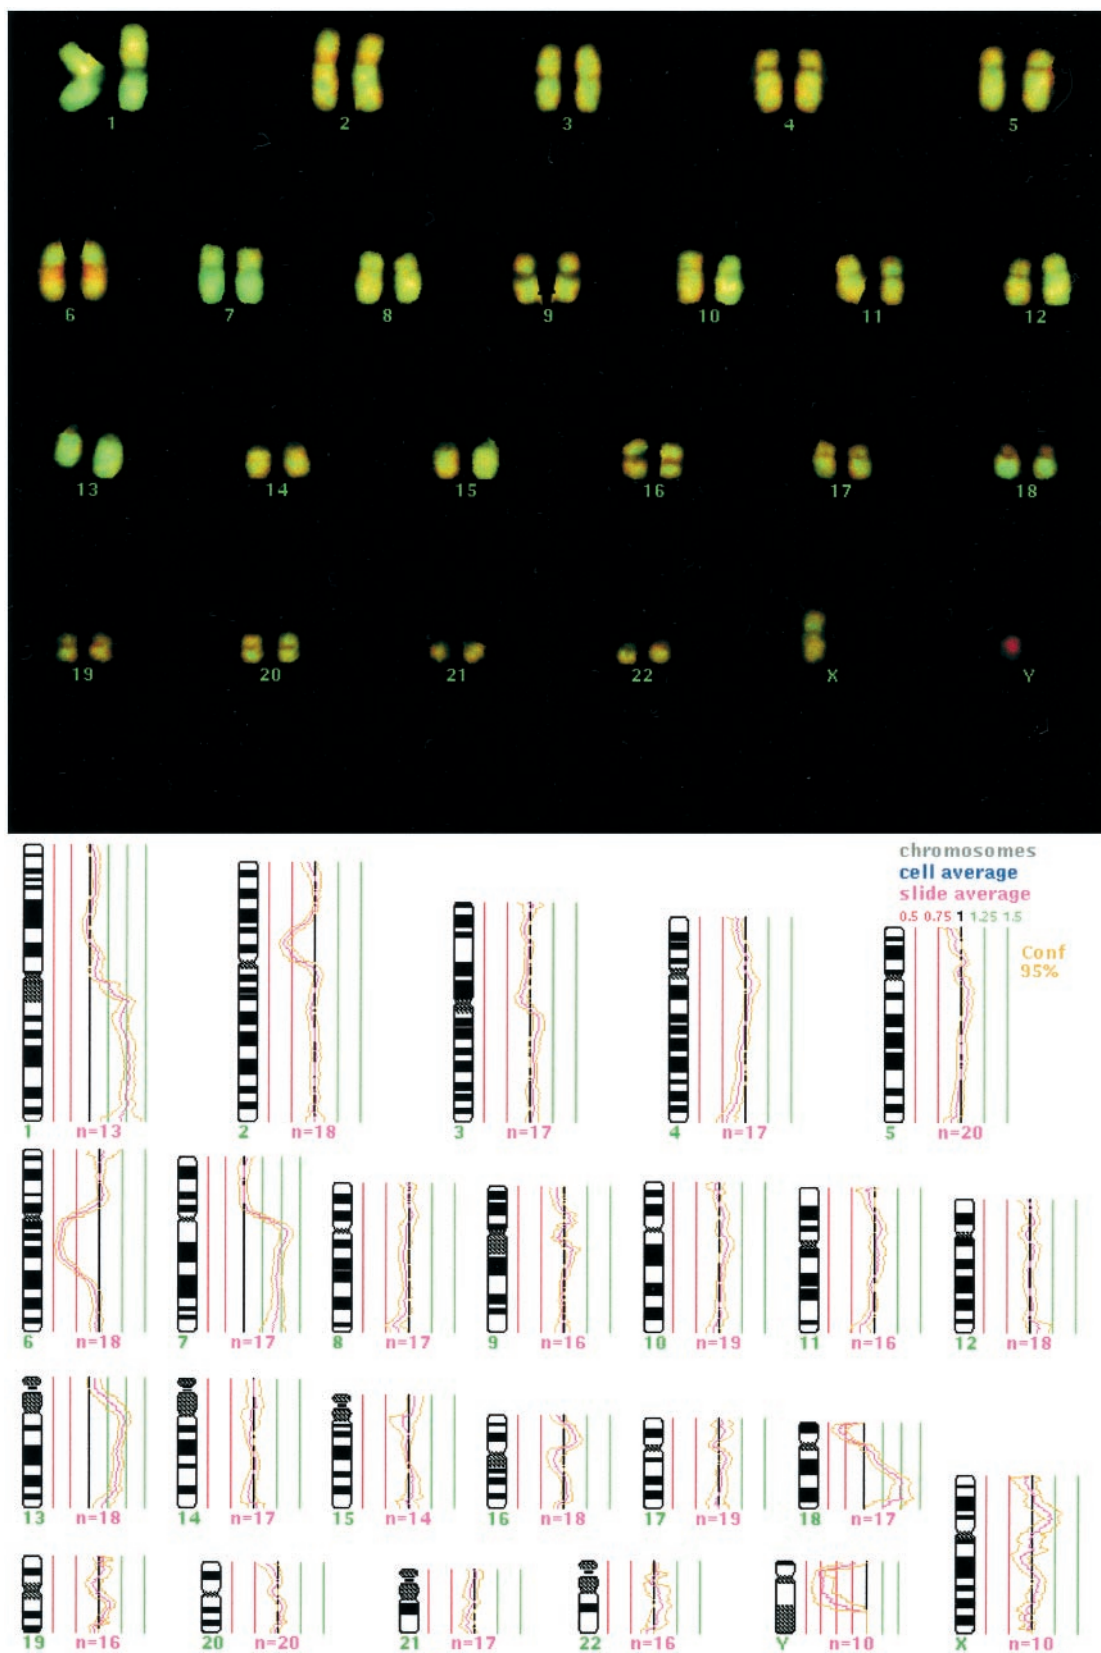 1 2 3 4 5
6 7 8 9 10 11 12
13 14 15 16 17 18
19 20 21 22 X Y
chromosomes
cell average
slide average
0.5 0.75 1 1.25 1.5
Conf
95%
1 n=13 2 n=18 3 n=17 4 n=17 5 n=20
6 n=18 7 n=17 8 n=17 9 n=16 10 n=19 11 n=16 12 n=18
13 n=18 14 n=17 15 n=14 16 n=18 17 n=19 18 n=17
19 n=16 20 n=20 21 n=17 22 n=16 Y n=10 X n=10